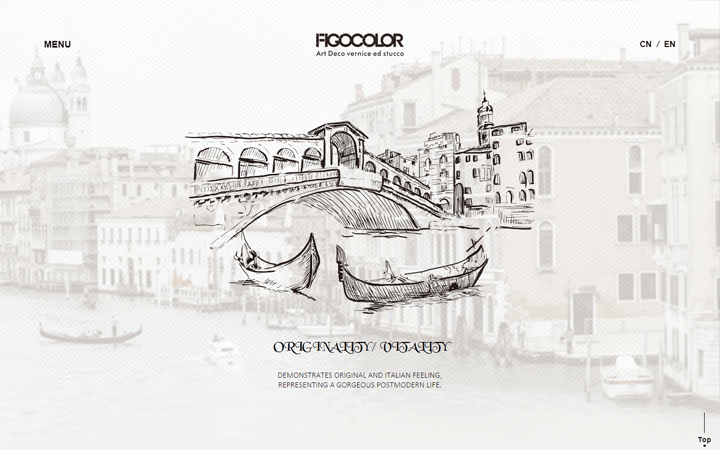 MENU
FIGOCOLOR
Art Deco vernice ed stucco
CN / EN
ORIGINALITY/ VITALITY
DEMONSTRATES ORIGINAL AND ITALIAN FEELING,
REPRESENTING A GORGEOUS POSTMODERN LIFE.
Top